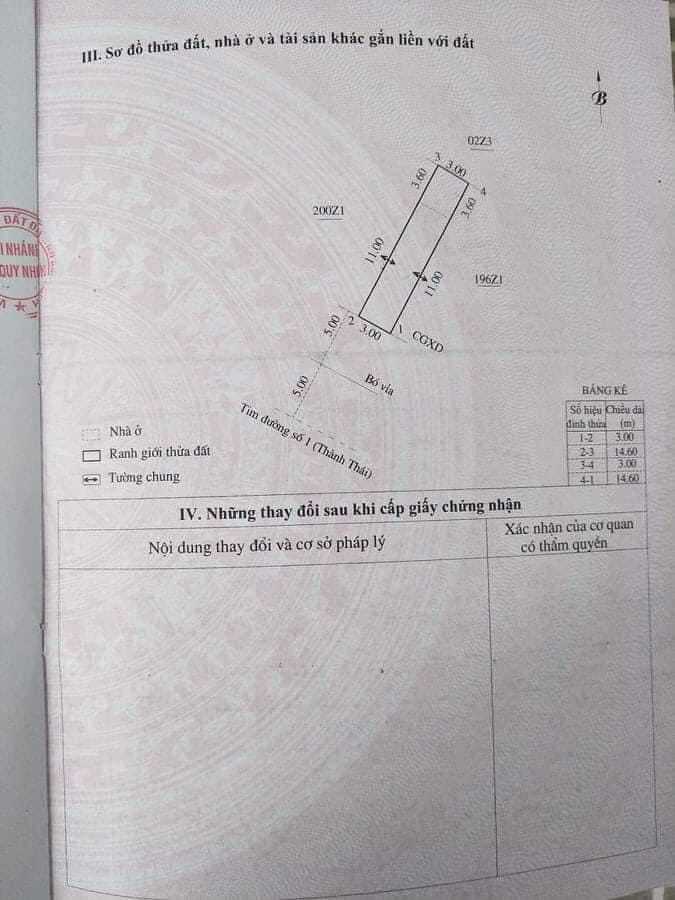 III. Sơ đồ thửa đất, nhà ở và tài sản khác gắn liền với đất
B
02Z3
3
3.00
4
3.60
3.60
200Z1
11.00
11.00
196Z1
2
3.00
1
CGXD
5.00
5.00
Bó vỉa
Tim đường số 1 (Thành Thái)
ĐẤT Đ
I NHÁNH
QUY NHƠN
Nhà ở
Ranh giới thửa đất
Tường chung
BẢNG KÊ
Số hiệu đỉnh thửa Chiều dài (m)
1-2 3.00
2-3 14.60
3-4 3.00
4-1 14.60
IV. Những thay đổi sau khi cấp giấy chứng nhận
Nội dung thay đổi và cơ sở pháp lý
Xác nhận của cơ quan
có thẩm quyền